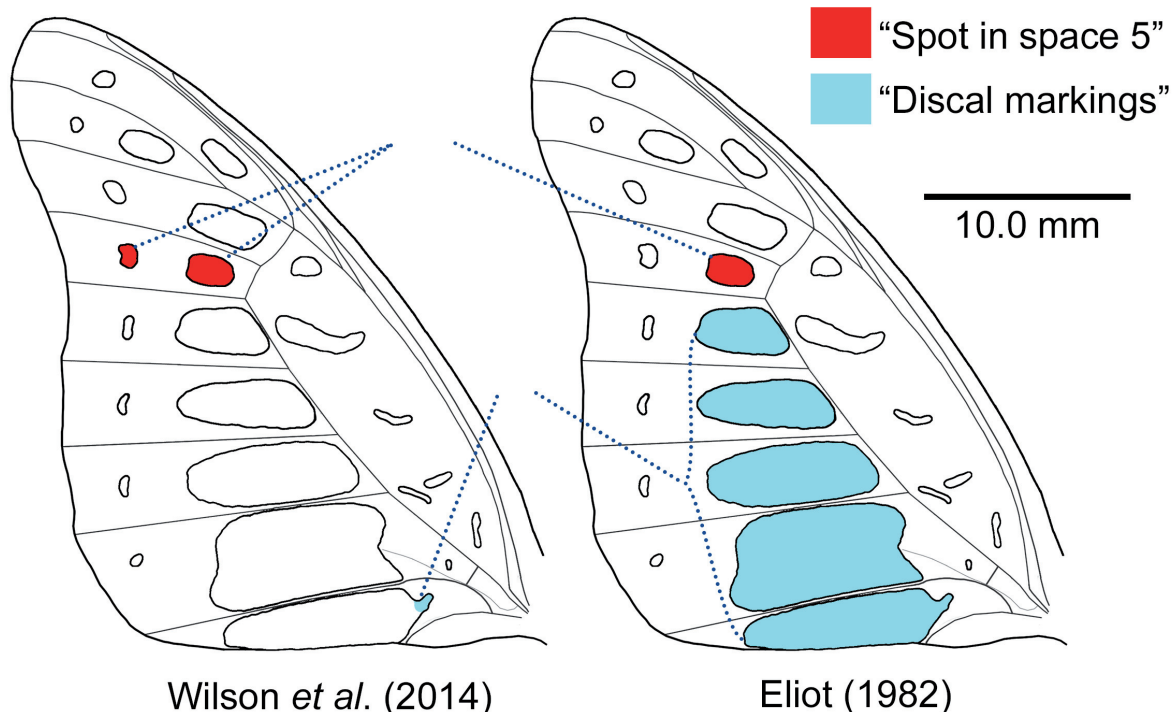 “Spot in space 5”
“Discal markings”
10.0 mm
Wilson et al. (2014)
Eliot (1982)